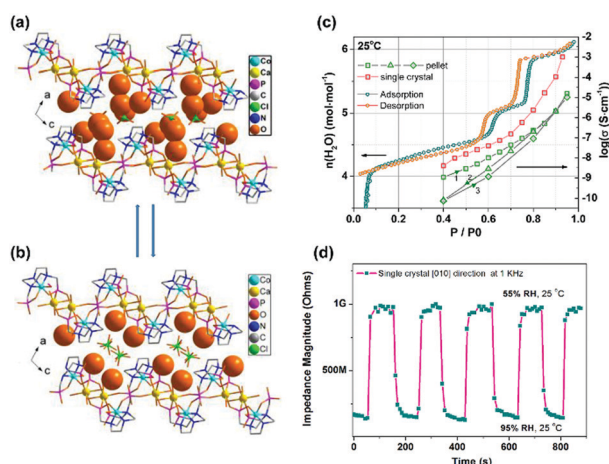 (a)
Co
Ca
P
Cl
N
O
a
c
(b)
Co
Ca
P
O
N
C
Cl
a
c
(c)
25°C
pellet
single crystal
Adsorption
Desorption
n(H₂O) (mol·mol⁻¹)
6
5
4
log(σ (S·cm⁻¹))
-2
-3
-4
-5
-6
-7
-8
-9
-10
1
2
3
0.0 0.2 0.4 0.6 0.8 1.0
P / P0
(d)
Single crystal [010] direction at 1 KHz
55% RH, 25 °C
95% RH, 25 °C
Impedance Magnitude (Ohms)
1G
500M
0
0 200 400 600 800
Time (s)